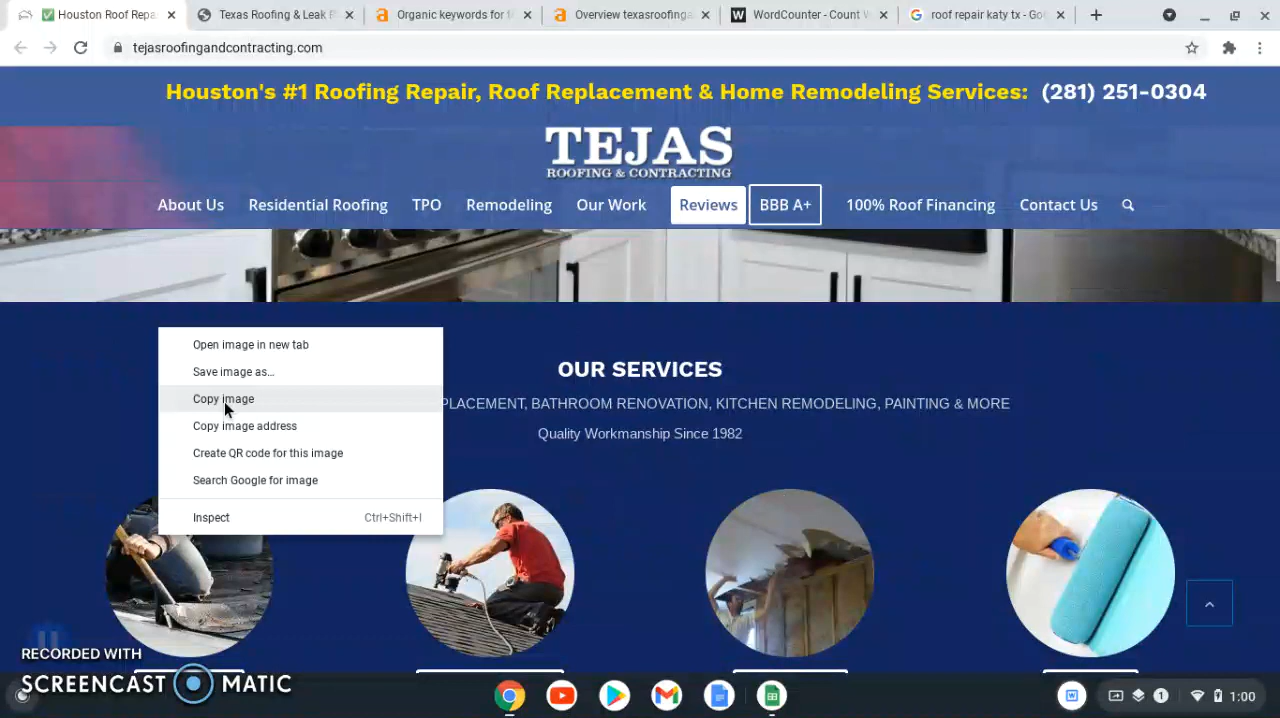 ✅ Houston Roof Repa
Texas Roofing & Leak R
Organic keywords for t
Overview texasroofinga
WordCounter - Count W
roof repair katy tx - Go
tejasroofingandcontracting.com
Houston's #1 Roofing Repair, Roof Replacement & Home Remodeling Services: (281) 251-0304
TEJAS
ROOFING & CONTRACTING
About Us
Residential Roofing
TPO
Remodeling
Our Work
Reviews
BBB A+
100% Roof Financing
Contact Us
Open image in new tab
Save image as...
Copy image
Copy image address
Create QR code for this image
Search Google for image
Inspect Ctrl+Shift+I
OUR SERVICES
PLACEMENT, BATHROOM RENOVATION, KITCHEN REMODELING, PAINTING & MORE
Quality Workmanship Since 1982
RECORDED WITH
SCREENCAST MATIC
1
1:00